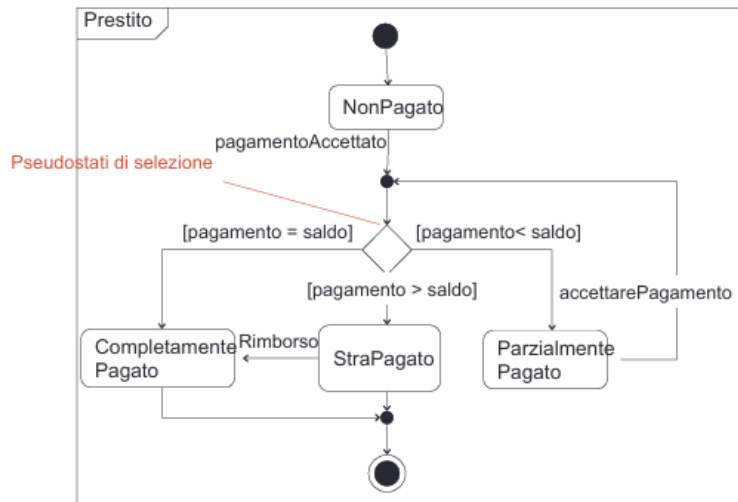 Prestito
NonPagato
pagamentoAccettato
Pseudostati di selezione
[pagamento = saldo]
[pagamento< saldo]
[pagamento > saldo]
accettarePagamento
Completamente
Pagato
Rimborso
StraPagato
Parzialmente
Pagato